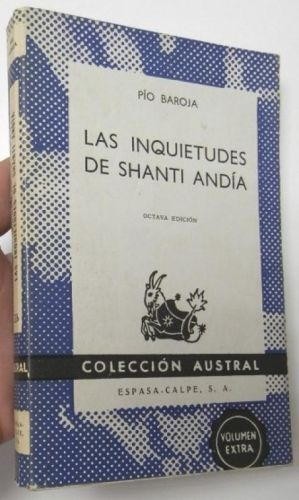 PÍO BAROJA
LAS INQUIETUDES
DE SHANTI ANDÍA
OCTAVA EDICIÓN
COLECCIÓN AUSTRAL
ESPASA-CALPE, S. A.
VOLUMEN
EXTRA